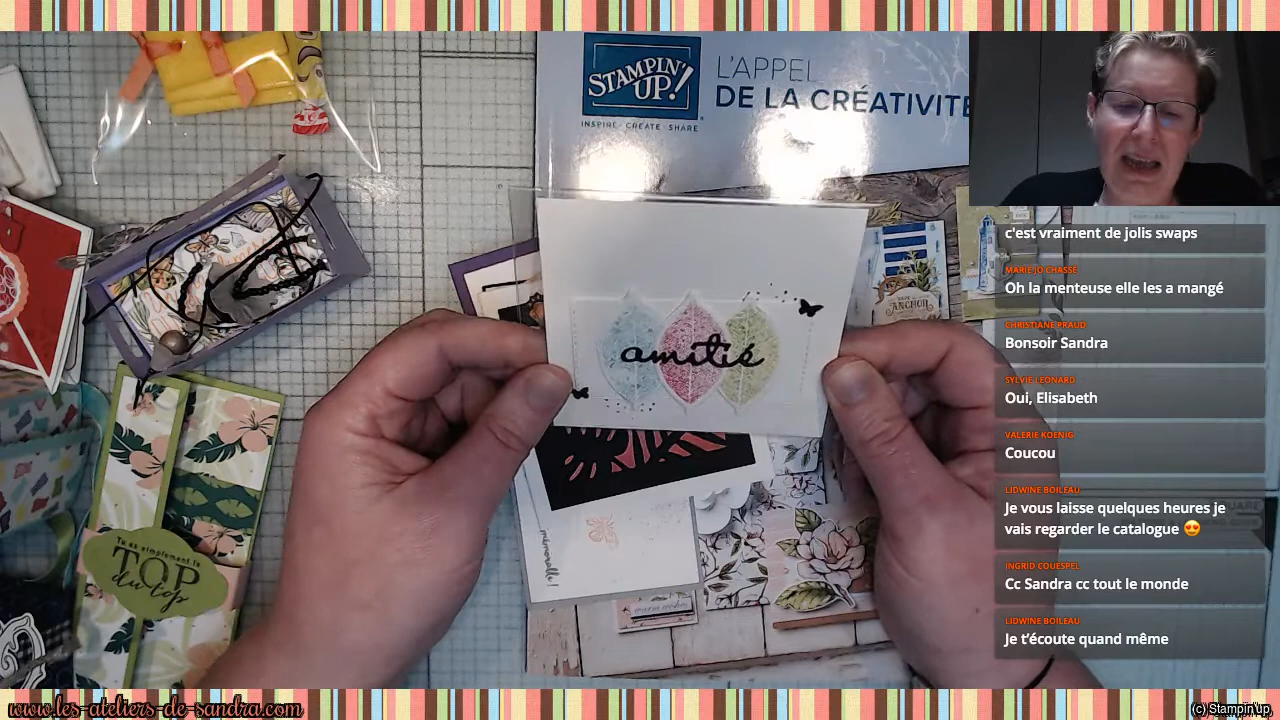 STAMPIN' UP!
INSPIRE · CREATE · SHARE
L'APPEL
DE LA CRÉATIVITÉ
amitié
ANCHOR
Tu es simplement le
TOP
du top
c'est vraiment de jolis swaps
MARIE JO CHASSE
Oh la menteuse elle les a mangé
CHRISTIANE PRAUD
Bonsoir Sandra
SYLVIE LEONARD
Oui, Elisabeth
VALERIE KOENIG
Coucou
LIDWINE BOILEAU
Je vous laisse quelques heures je
vais regarder le catalogue 😍
INGRID COUESPEL
Cc Sandra cc tout le monde
LIDWINE BOILEAU
Je t'écoute quand même
www.les-ateliers-de-sandra.com
(c) Stampin'up